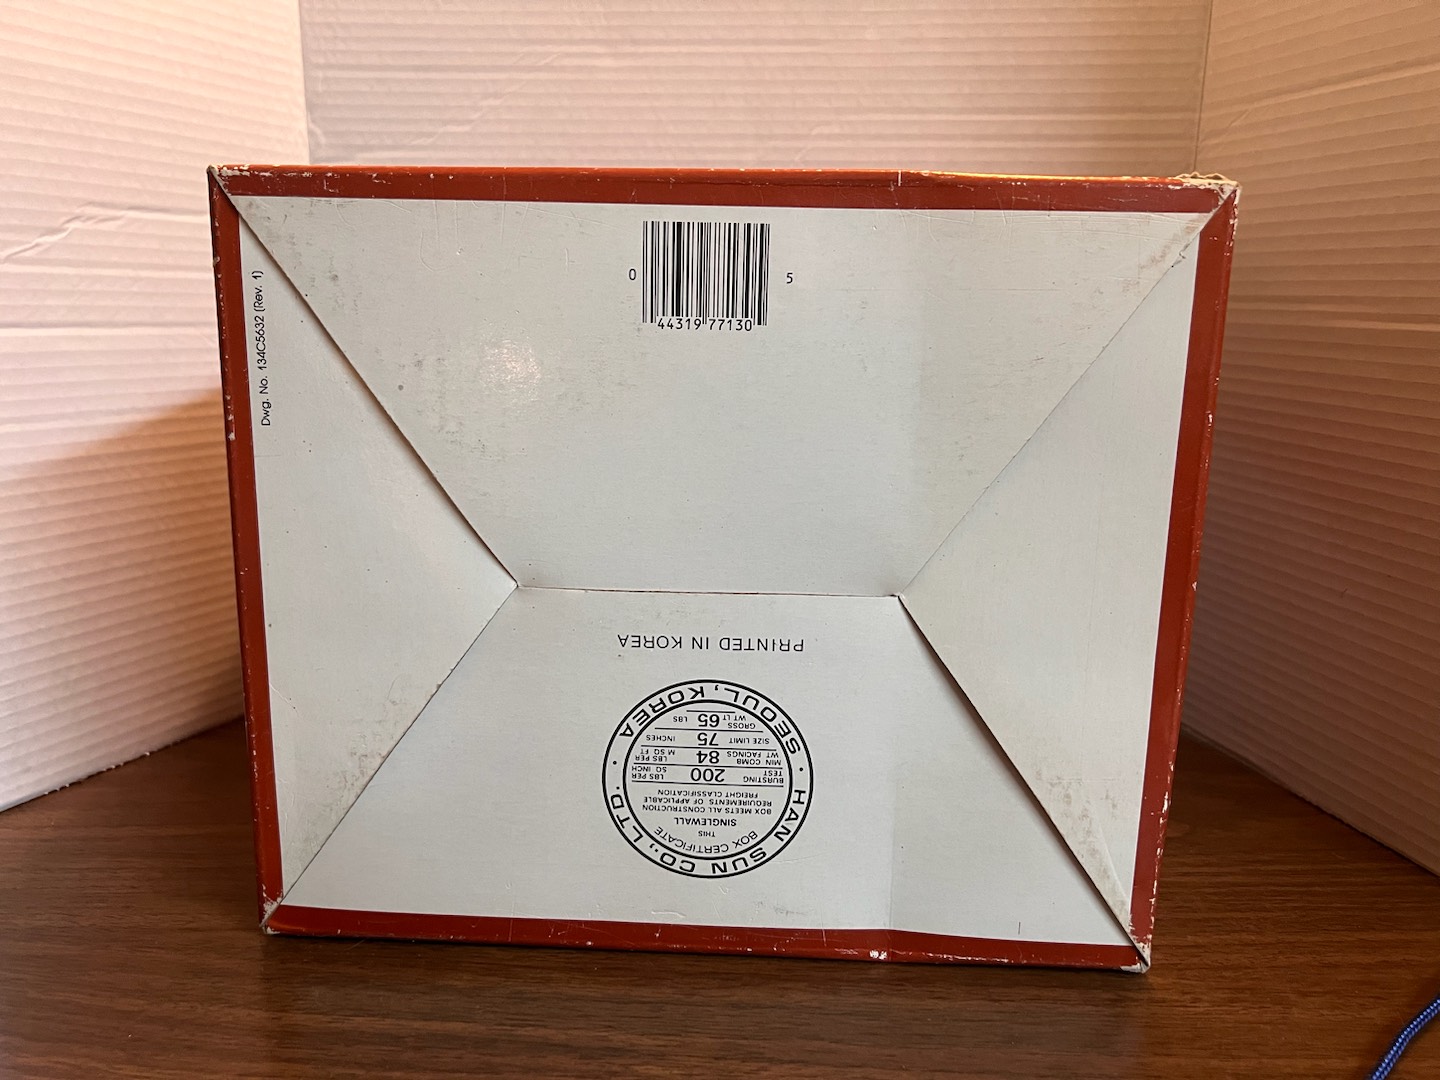 0 44319 77130 5
Dwg. No. 134C5632 (Rev. 1)
PRINTED IN KOREA
· HAN SUN CO., LTD. · SEOUL, KOREA
BOX CERTIFICATE
THIS
SINGLEWALL
BOX MEETS ALL CONSTRUCTION
REQUIREMENTS OF APPLICABLE
FREIGHT CLASSIFICATION
BURSTING TEST 200 LBS PER SQ INCH
MIN COMB WT FACINGS 84 LBS PER M SQ FT
SIZE LIMIT 75 INCHES
GROSS WT LT 65 LBS